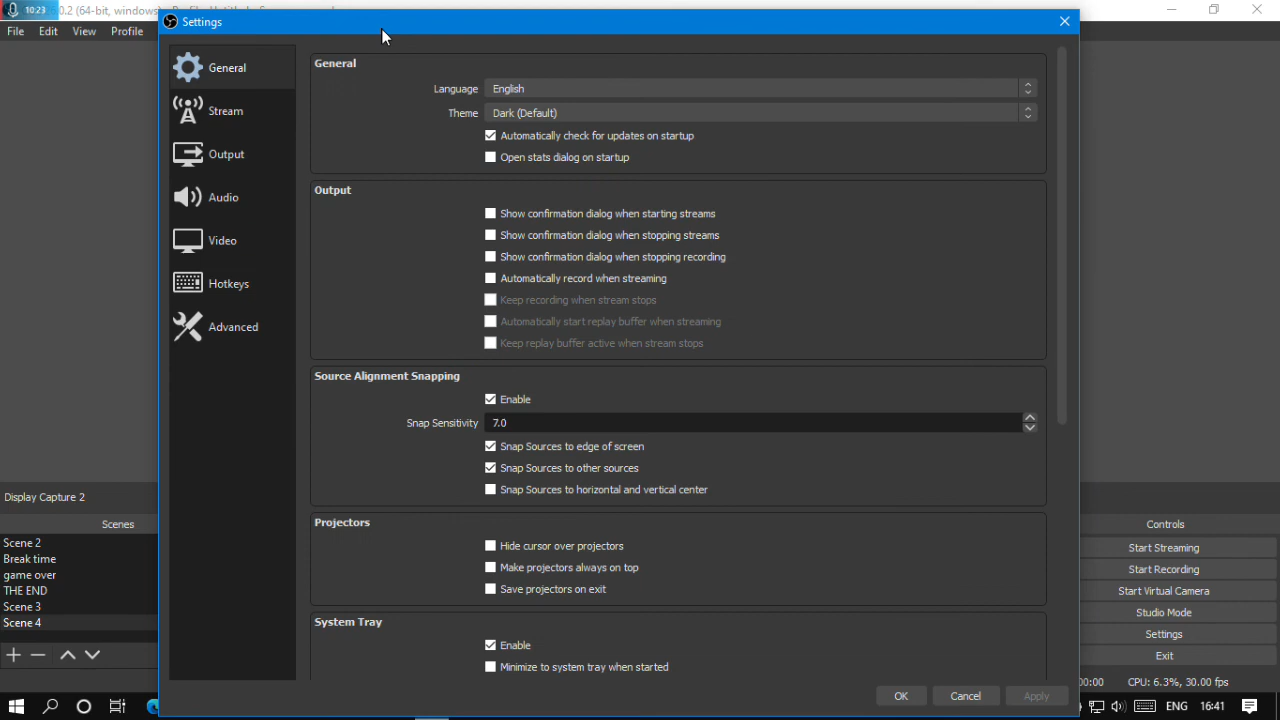 10:23
0.2 (64-bit, windows)
Settings
File Edit View Profile
General
Stream
Output
Audio
Video
Hotkeys
Advanced
General
Language English
Theme Dark (Default)
Automatically check for updates on startup
Open stats dialog on startup
Output
Show confirmation dialog when starting streams
Show confirmation dialog when stopping streams
Show confirmation dialog when stopping recording
Automatically record when streaming
Keep recording when stream stops
Automatically start replay buffer when streaming
Keep replay buffer active when stream stops
Source Alignment Snapping
Enable
Snap Sensitivity 7.0
Snap Sources to edge of screen
Snap Sources to other sources
Snap Sources to horizontal and vertical center
Projectors
Hide cursor over projectors
Make projectors always on top
Save projectors on exit
System Tray
Enable
Minimize to system tray when started
OK Cancel Apply
Display Capture 2
Scenes
Scene 2
Break time
game over
THE END
Scene 3
Scene 4
Controls
Start Streaming
Start Recording
Start Virtual Camera
Studio Mode
Settings
Exit
00:00 CPU: 6.3%, 30.00 fps
ENG 16:41